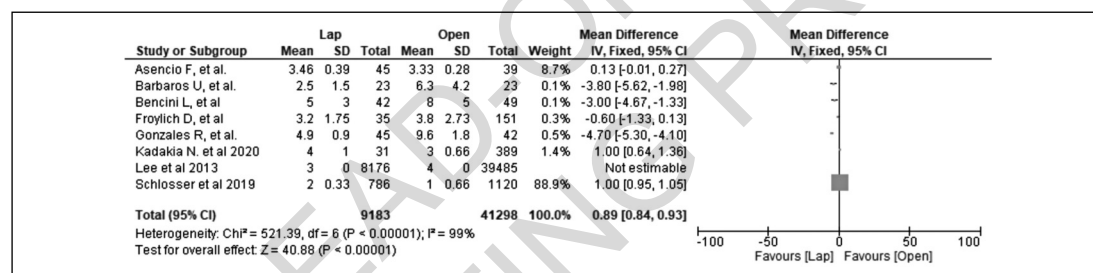 Lap Open Mean Difference Mean Difference
Study or Subgroup Mean SD Total Mean SD Total Weight IV, Fixed, 95% CI IV, Fixed, 95% CI
Asencio F, et al. 3.46 0.39 45 3.33 0.28 39 8.7% 0.13 [-0.01, 0.27]
Barbaros U, et al. 2.5 1.5 23 6.3 4.2 23 0.1% -3.80 [-5.62, -1.98]
Bencini L, et al 5 3 42 8 5 49 0.1% -3.00 [-4.67, -1.33]
Froylich D, et al 3.2 1.75 35 3.8 2.73 151 0.3% -0.60 [-1.33, 0.13]
Gonzales R, et al. 4.9 0.9 45 9.6 1.8 42 0.5% -4.70 [-5.30, -4.10]
Kadakia N. et al 2020 4 1 31 3 0.66 389 1.4% 1.00 [0.64, 1.36]
Lee et al 2013 3 0 8176 4 0 39485 Not estimable
Schlosser et al 2019 2 0.33 786 1 0.66 1120 88.9% 1.00 [0.95, 1.05]
Total (95% CI) 9183 41298 100.0% 0.89 [0.84, 0.93]
Heterogeneity: Chi² = 521.39, df = 6 (P < 0.00001); I² = 99%
Test for overall effect: Z = 40.88 (P < 0.00001)
-100 -50 0 50 100
Favours [Lap] Favours [Open]